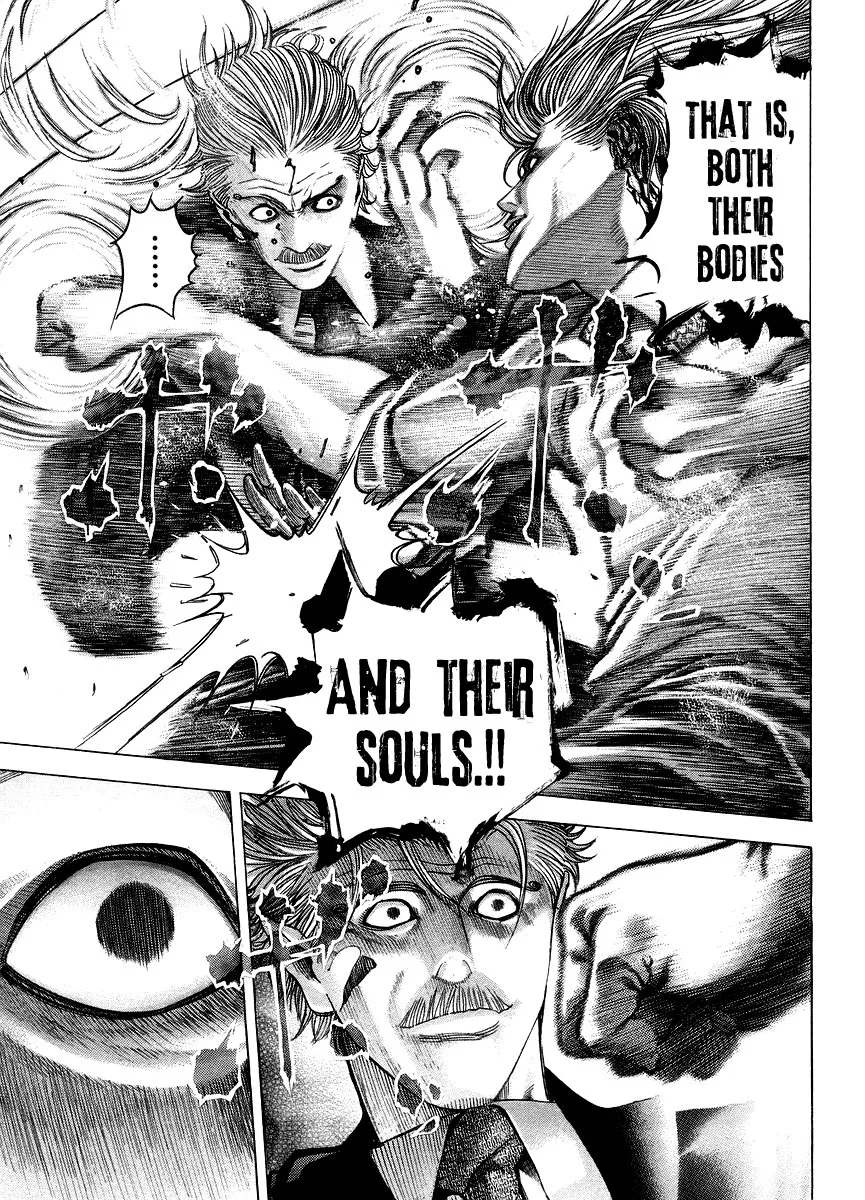 THAT IS,
BOTH
THEIR
BODIES
......
AND THEIR
SOULS.!!